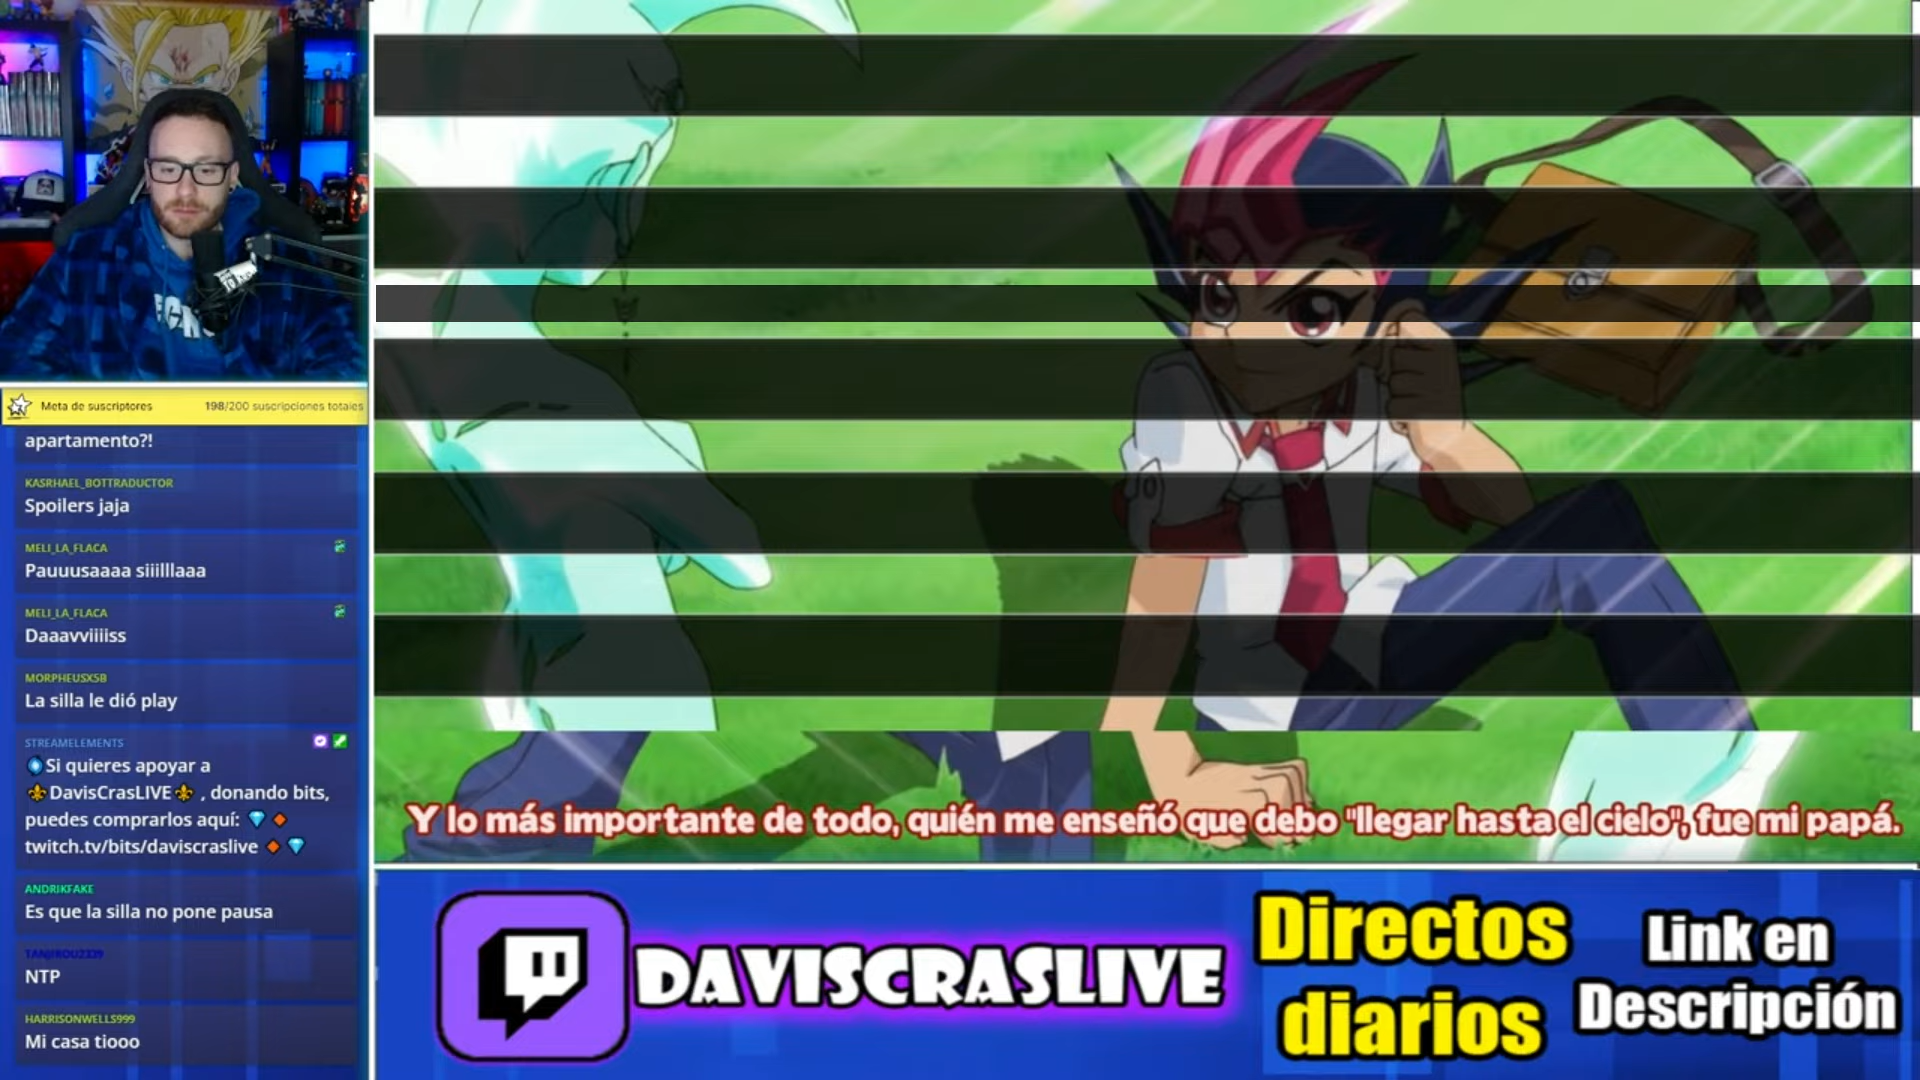 Meta de suscriptores 198/200 suscripciones totales
apartamento?!
KASRHAEL_BOTTRADUCTOR
Spoilers jaja
MELI_LA_FLACA
Pauuusaaaa siiilllaaa
MELI_LA_FLACA
Daaavviiiiss
MORPHEUSX5B
La silla le dió play
STREAMELEMENTS
Si quieres apoyar a
DavisCrasLIVE , donando bits,
puedes comprarlos aquí:
twitch.tv/bits/daviscraslive
ANDRIKFAKE
Es que la silla no pone pausa
TANJIROU2339
NTP
HARRISONWELLS999
Mi casa tiooo
Y lo más importante de todo, quién me enseñó que debo "llegar hasta el cielo", fue mi papá.
DAVISCRASLIVE
Directos
diarios
Link en
Descripción